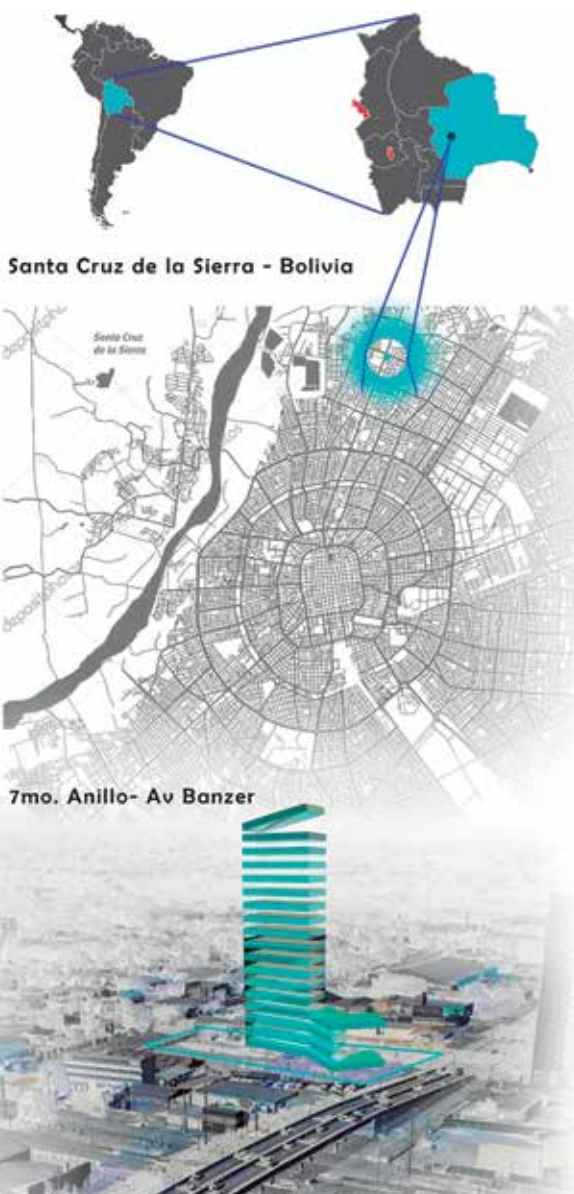 Santa Cruz de la Sierra - Bolivia
Santa Cruz
de la Sierra
7mo. Anillo- Av Banzer